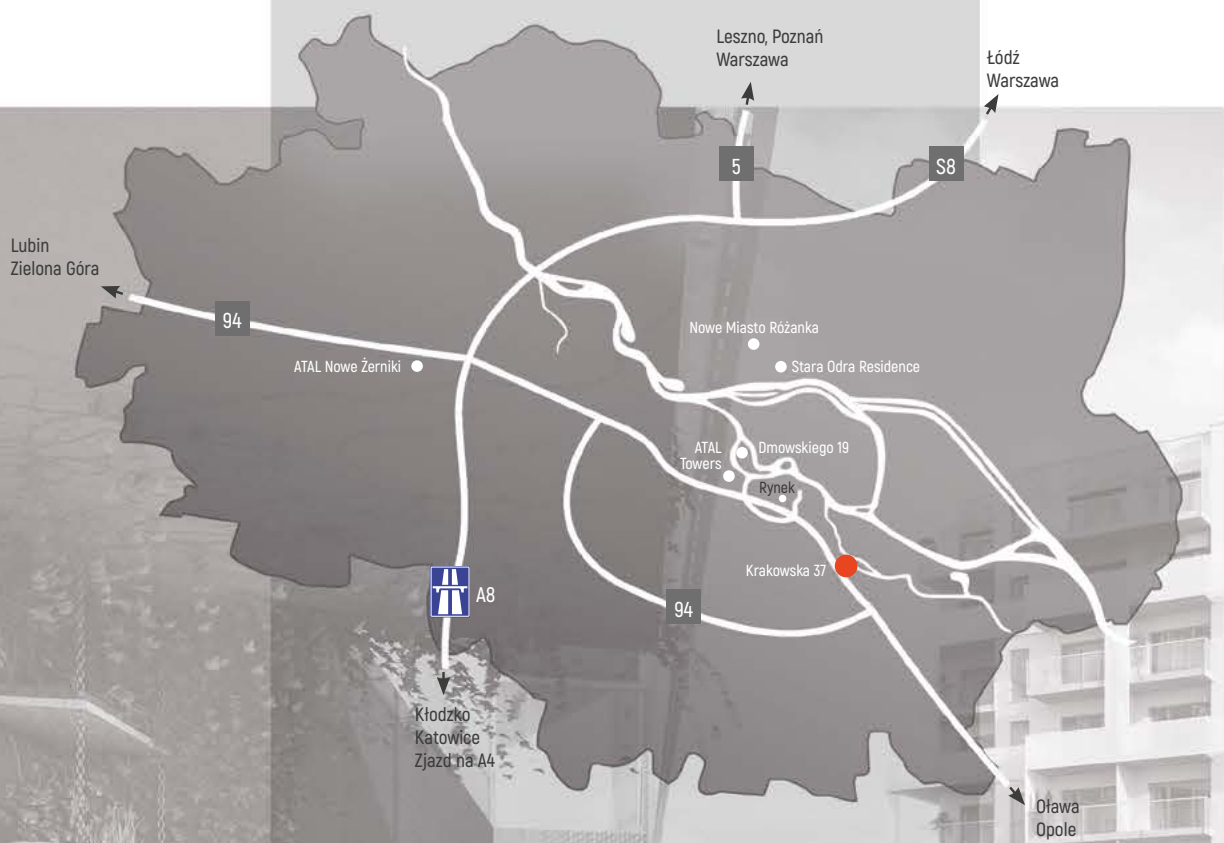 Leszno, Poznań
Warszawa
Łódź
Warszawa
5
S8
Lubin
Zielona Góra
94
Nowe Miasto Różanka
ATAL Nowe Żerniki
Stara Odra Residence
ATAL
Towers
Dmowskiego 19
Rynek
Krakowska 37
A8
94
Kłodzko
Katowice
Zjazd na A4
Oława
Opole